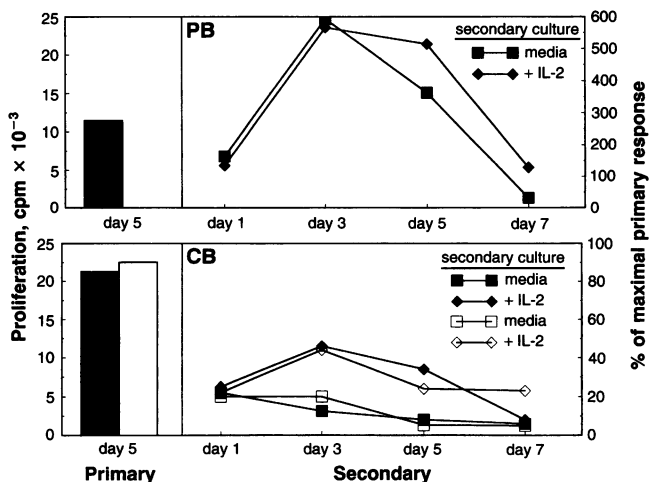 Proliferation, cpm × 10⁻³
25
20
15
10
5
0
day 5
PB
secondary culture
media
+ IL-2
day 1
day 3
day 5
day 7
600
500
400
300
200
100
0
% of maximal primary response
25
20
15
10
5
0
day 5
Primary
CB
secondary culture
media
+ IL-2
media
+ IL-2
day 1
day 3
day 5
day 7
Secondary
100
80
60
40
20
0